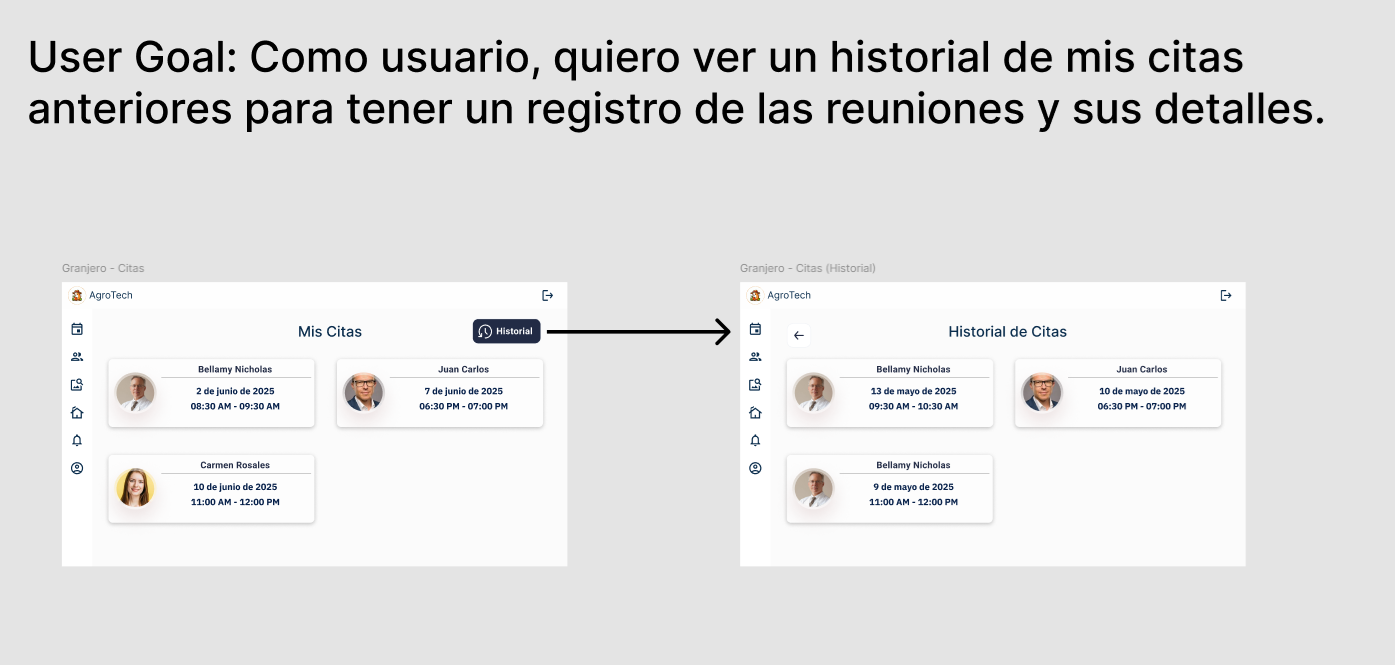 User Goal: Como usuario, quiero ver un historial de mis citas
anteriores para tener un registro de las reuniones y sus detalles.
Granjero - Citas
AgroTech
Mis Citas
Historial
Bellamy Nicholas
2 de junio de 2025
08:30 AM - 09:30 AM
Juan Carlos
7 de junio de 2025
06:30 PM - 07:00 PM
Carmen Rosales
10 de junio de 2025
11:00 AM - 12:00 PM
Granjero - Citas (Historial)
AgroTech
Historial de Citas
Bellamy Nicholas
13 de mayo de 2025
09:30 AM - 10:30 AM
Juan Carlos
10 de mayo de 2025
06:30 PM - 07:00 PM
Bellamy Nicholas
9 de mayo de 2025
11:00 AM - 12:00 PM